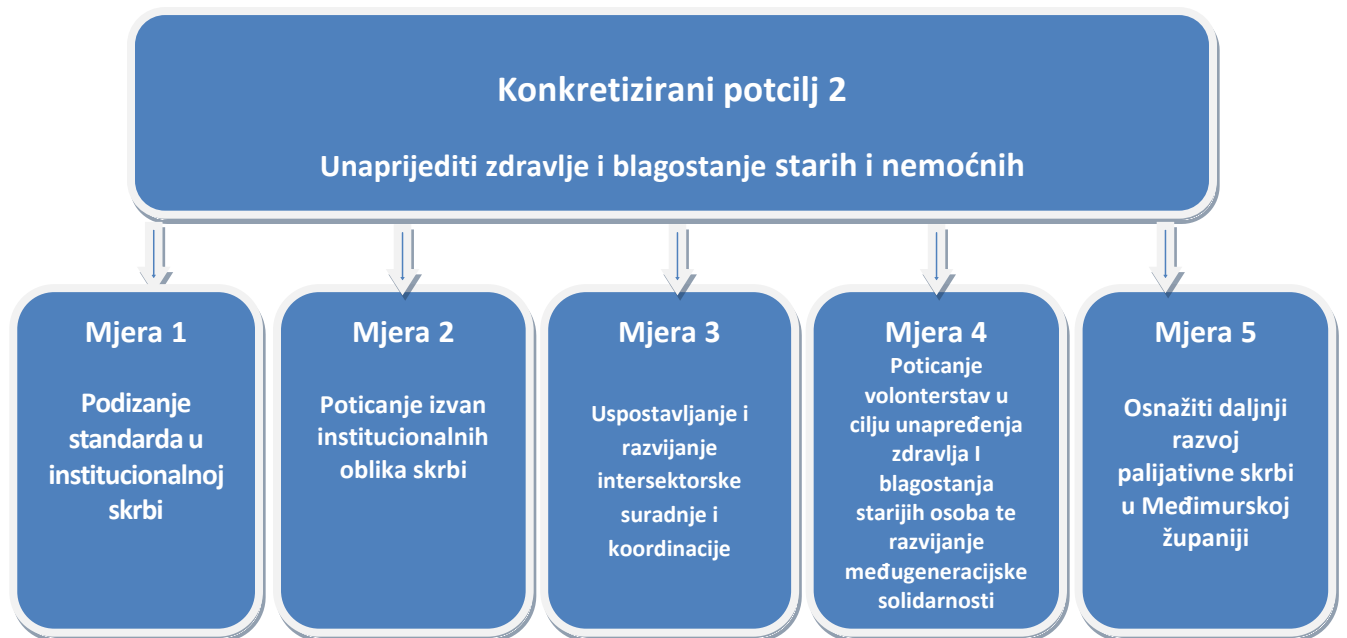 Konkretizirani potcilj 2
Unaprijediti zdravlje i blagostanje starih i nemoćnih
Mjera 1
Podizanje
standarda u
institucionalnoj
skrbi
Mjera 2
Poticanje izvan
institucionalnih
oblika skrbi
Mjera 3
Uspostavljanje i
razvijanje
intersektorske
suradnje i
koordinacije
Mjera 4
Poticanje
volonterstav u
cilju unapređenja
zdravlja I
blagostanja
starijih osoba te
razvijanje
međugeneracijske
solidarnosti
Mjera 5
Osnažiti daljnji
razvoj
palijativne skrbi
u Međimurskoj
županiji